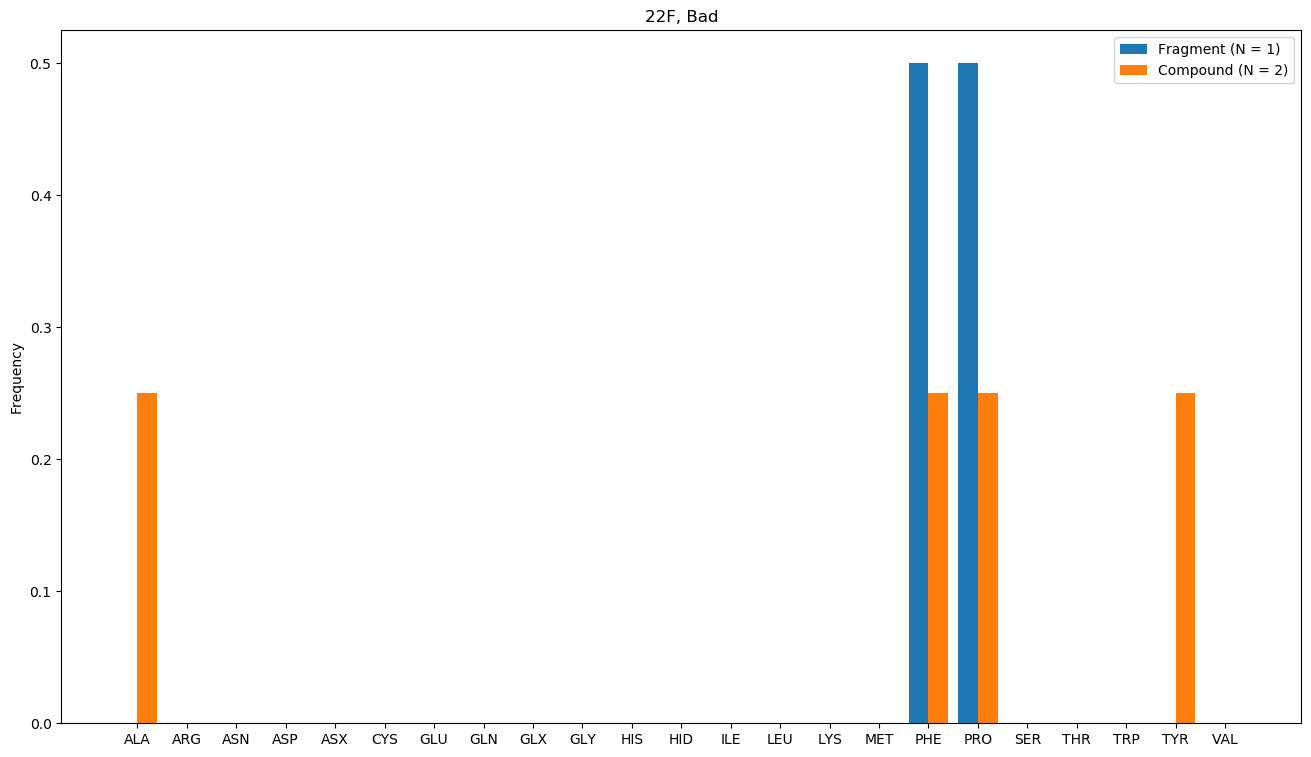 22F, Bad
Fragment (N = 1)
Compound (N = 2)
Frequency
0.5
0.4
0.3
0.2
0.1
0.0
ALA ARG ASN ASP ASX CYS GLU GLN GLX GLY HIS HID ILE LEU LYS MET PHE PRO SER THR TRP TYR VAL